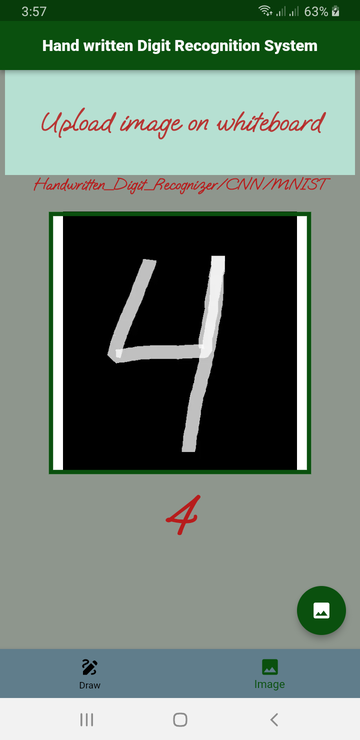 3:57 63%
Hand written Digit Recognition System
Upload image on whiteboard
Handwritten_Digit_Recognizer/CNN/MNIST
4
4
Draw Image